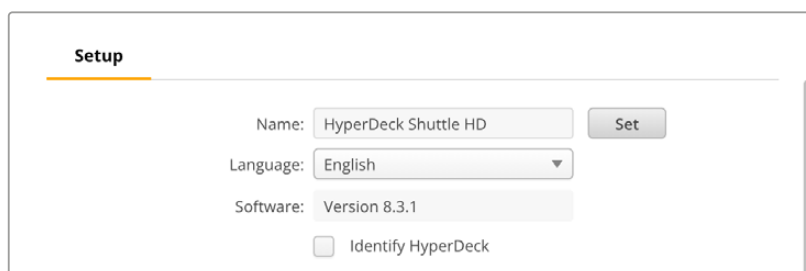 Setup
Name: HyperDeck Shuttle HD Set
Language: English
Software: Version 8.3.1
Identify HyperDeck